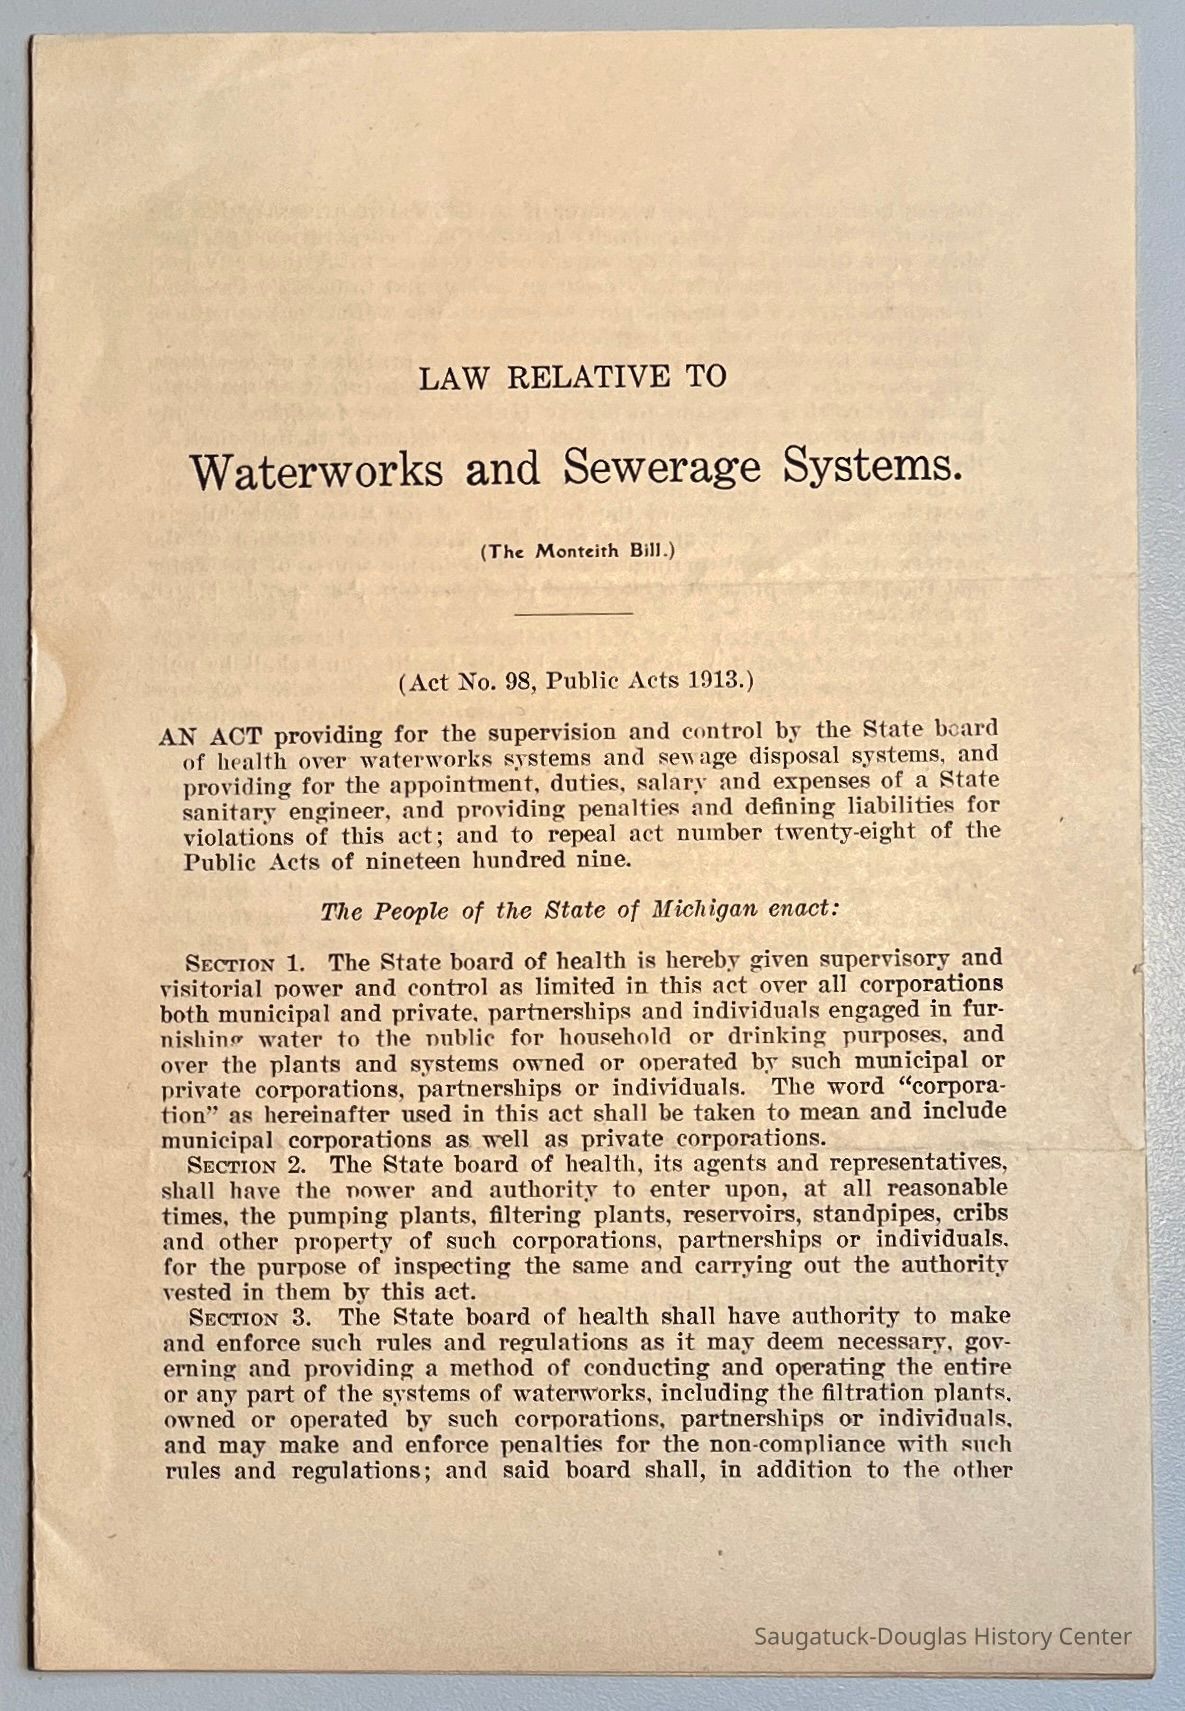 LAW RELATIVE TO
Waterworks and Sewerage Systems.
(The Monteith Bill.)
(Act No. 98, Public Acts 1913.)
AN ACT providing for the supervision and control by the State board
of health over waterworks systems and sewage disposal systems, and
providing for the appointment, duties, salary and expenses of a State
sanitary engineer, and providing penalties and defining liabilities for
violations of this act; and to repeal act number twenty-eight of the
Public Acts of nineteen hundred nine.
The People of the State of Michigan enact:
SECTION 1. The State board of health is hereby given supervisory and
visitorial power and control as limited in this act over all corporations
both municipal and private, partnerships and individuals engaged in fur-
nishing water to the public for household or drinking purposes, and
over the plants and systems owned or operated by such municipal or
private corporations, partnerships or individuals. The word “corpora-
tion” as hereinafter used in this act shall be taken to mean and include
municipal corporations as well as private corporations.
SECTION 2. The State board of health, its agents and representatives,
shall have the power and authority to enter upon, at all reasonable
times, the pumping plants, filtering plants, reservoirs, standpipes, cribs
and other property of such corporations, partnerships or individuals,
for the purpose of inspecting the same and carrying out the authority
vested in them by this act.
SECTION 3. The State board of health shall have authority to make
and enforce such rules and regulations as it may deem necessary, gov-
erning and providing a method of conducting and operating the entire
or any part of the systems of waterworks, including the filtration plants,
owned or operated by such corporations, partnerships or individuals,
and may make and enforce penalties for the non-compliance with such
rules and regulations; and said board shall, in addition to the other
Saugatuck-Douglas History Center